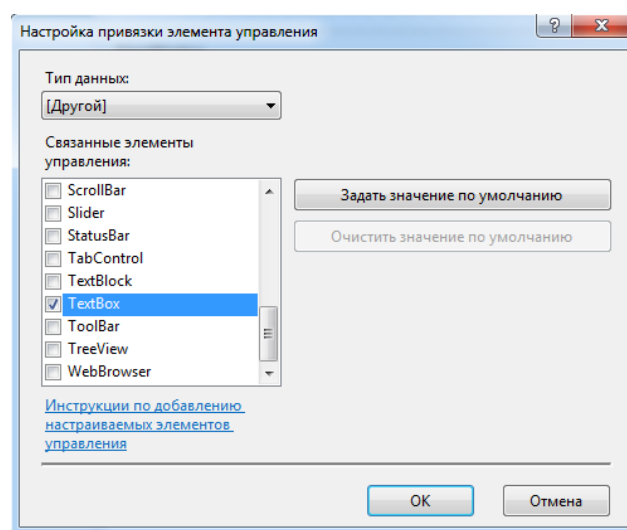 Настройка привязки элемента управления
Тип данных:
[Другой]
Связанные элементы
управления:
ScrollBar
Slider
StatusBar
TabControl
TextBlock
TextBox
ToolBar
TreeView
WebBrowser
Задать значение по умолчанию
Очистить значение по умолчанию
Инструкции по добавлению
настраиваемых элементов
управления
ОК
Отмена